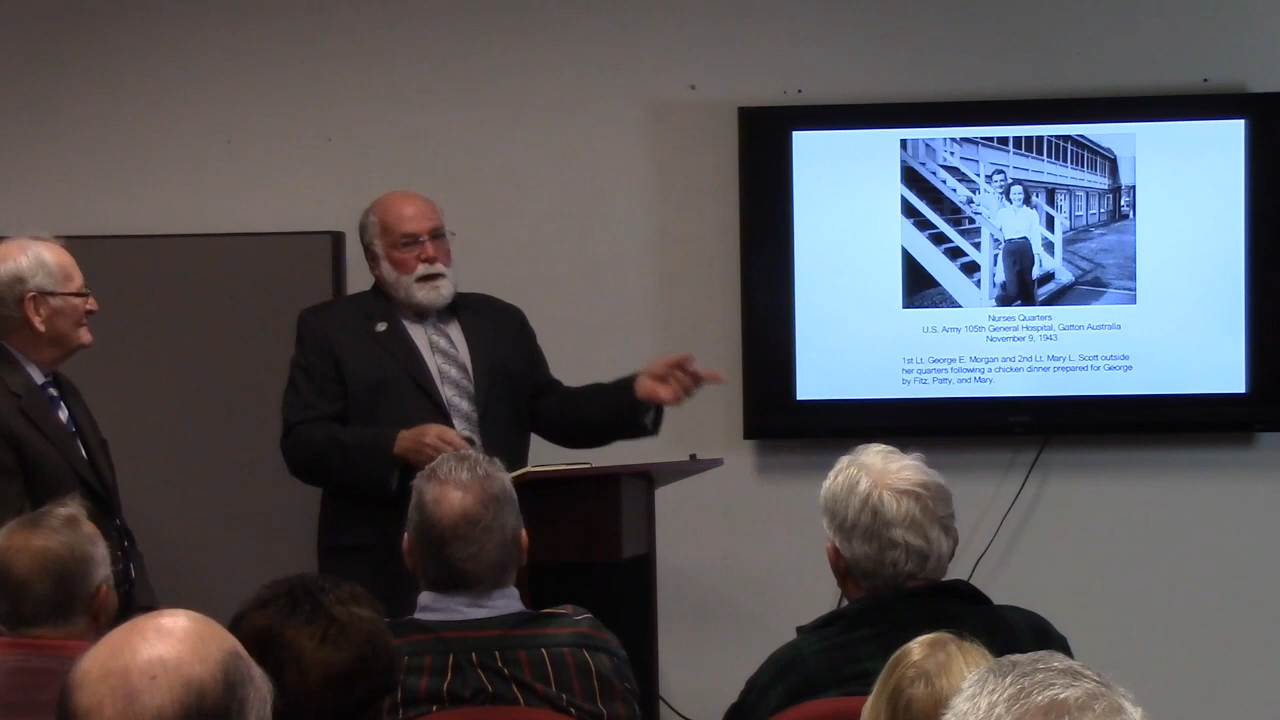 Nurses Quarters
U.S. Army 105th General Hospital, Gatton Australia
November 9, 1943
1st Lt. George E. Morgan and 2nd Lt. Mary L. Scott outside
her quarters following a chicken dinner prepared for George
by Fitz, Patty, and Mary.